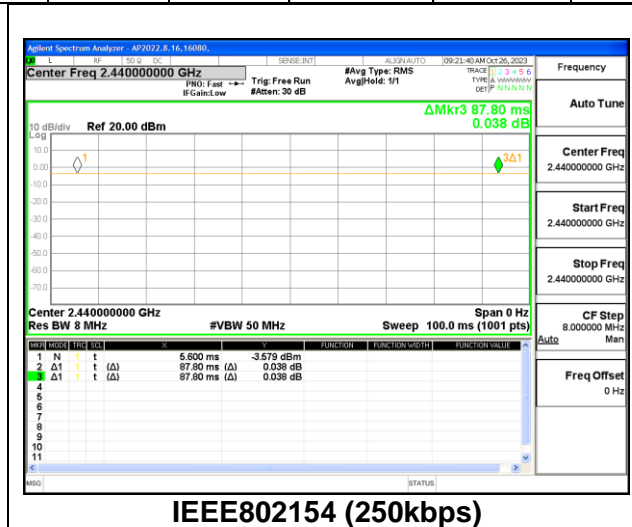 Agilent Spectrum Analyzer - AP2022.8.16,16080,
L RF 50 Ω DC SENSE:INT ALIGN AUTO 09:21:40 AM Oct 26, 2023
Center Freq 2.440000000 GHz #Avg Type: RMS TRACE 1 2 3 4 5 6 Frequency
PNO: Fast Trig: Free Run Avg|Hold: 1/1 TYPE A
IFGain:Low #Atten: 30 dB DET P N N N N N
Auto Tune
ΔMkr3 87.80 ms
10 dB/div Ref 20.00 dBm 0.038 dB
Log
10.0
0.00
-10.0
-20.0
-30.0
-40.0
-50.0
-60.0
-70.0
1
3Δ1
Center Freq
2.440000000 GHz
Start Freq
2.440000000 GHz
Stop Freq
2.440000000 GHz
Center 2.440000000 GHz Span 0 Hz
Res BW 8 MHz #VBW 50 MHz Sweep 100.0 ms (1001 pts)
CF Step
8.000000 MHz
Auto Man
MKR MODE TRC SCL X Y FUNCTION FUNCTION WIDTH FUNCTION VALUE
1 N 1 t 5.600 ms -3.579 dBm
2 Δ1 1 t (Δ) 87.80 ms (Δ) 0.038 dB
3 Δ1 1 t (Δ) 87.80 ms (Δ) 0.038 dB
4
5
6
7
8
9
10
11
Freq Offset
0 Hz
MSG STATUS
IEEE802154 (250kbps)